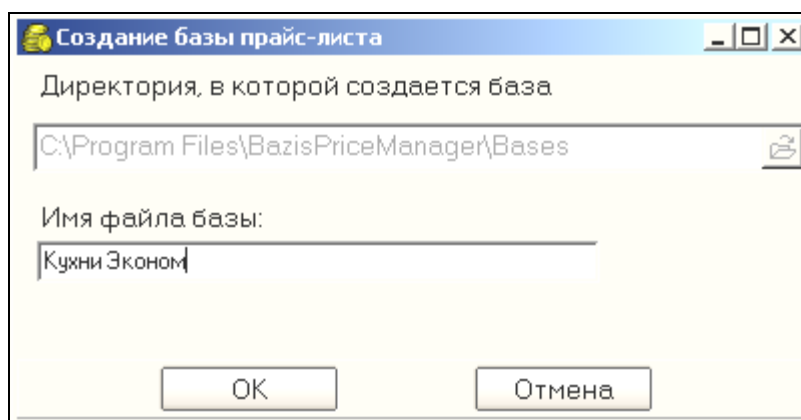 Создание базы прайс-листа
Директория, в которой создается база
C:\Program Files\BazisPriceManager\Bases
Имя файла базы:
Кухни Эконом
OK
Отмена